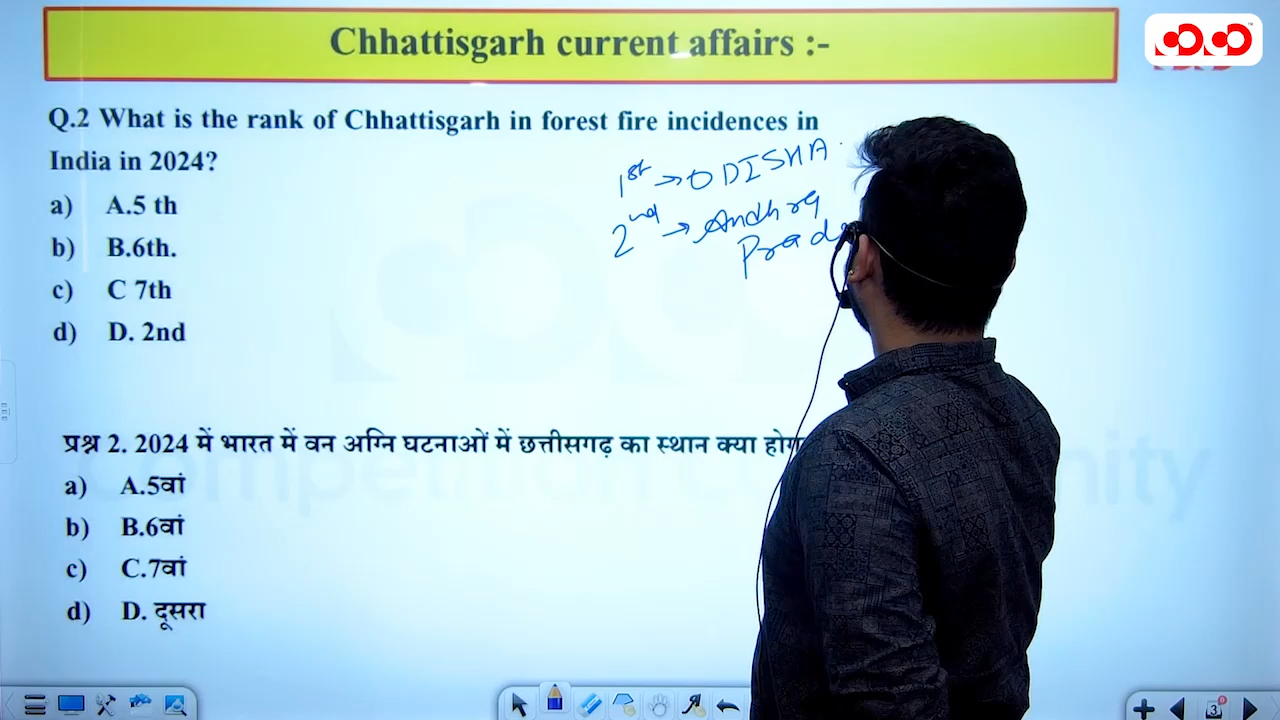 Chhattisgarh current affairs :-
Q.2 What is the rank of Chhattisgarh in forest fire incidences in
India in 2024?
a) A.5 th
b) B.6th.
c) C 7th
d) D. 2nd
1st → ODISHA
2nd → Andhra
Prade
प्रश्न 2. 2024 में भारत में वन अग्नि घटनाओं में छत्तीसगढ़ का स्थान क्या
a) A.5वां
b) B.6वां
c) C.7वां
d) D. दूसरा
3